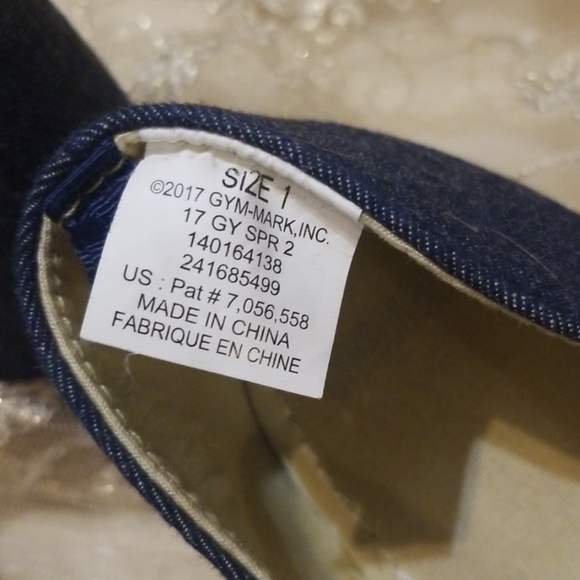 SIZE 1
©2017 GYM-MARK,INC.
17 GY SPR 2
140164138
241685499
US : Pat # 7,056,558
MADE IN CHINA
FABRIQUE EN CHINE